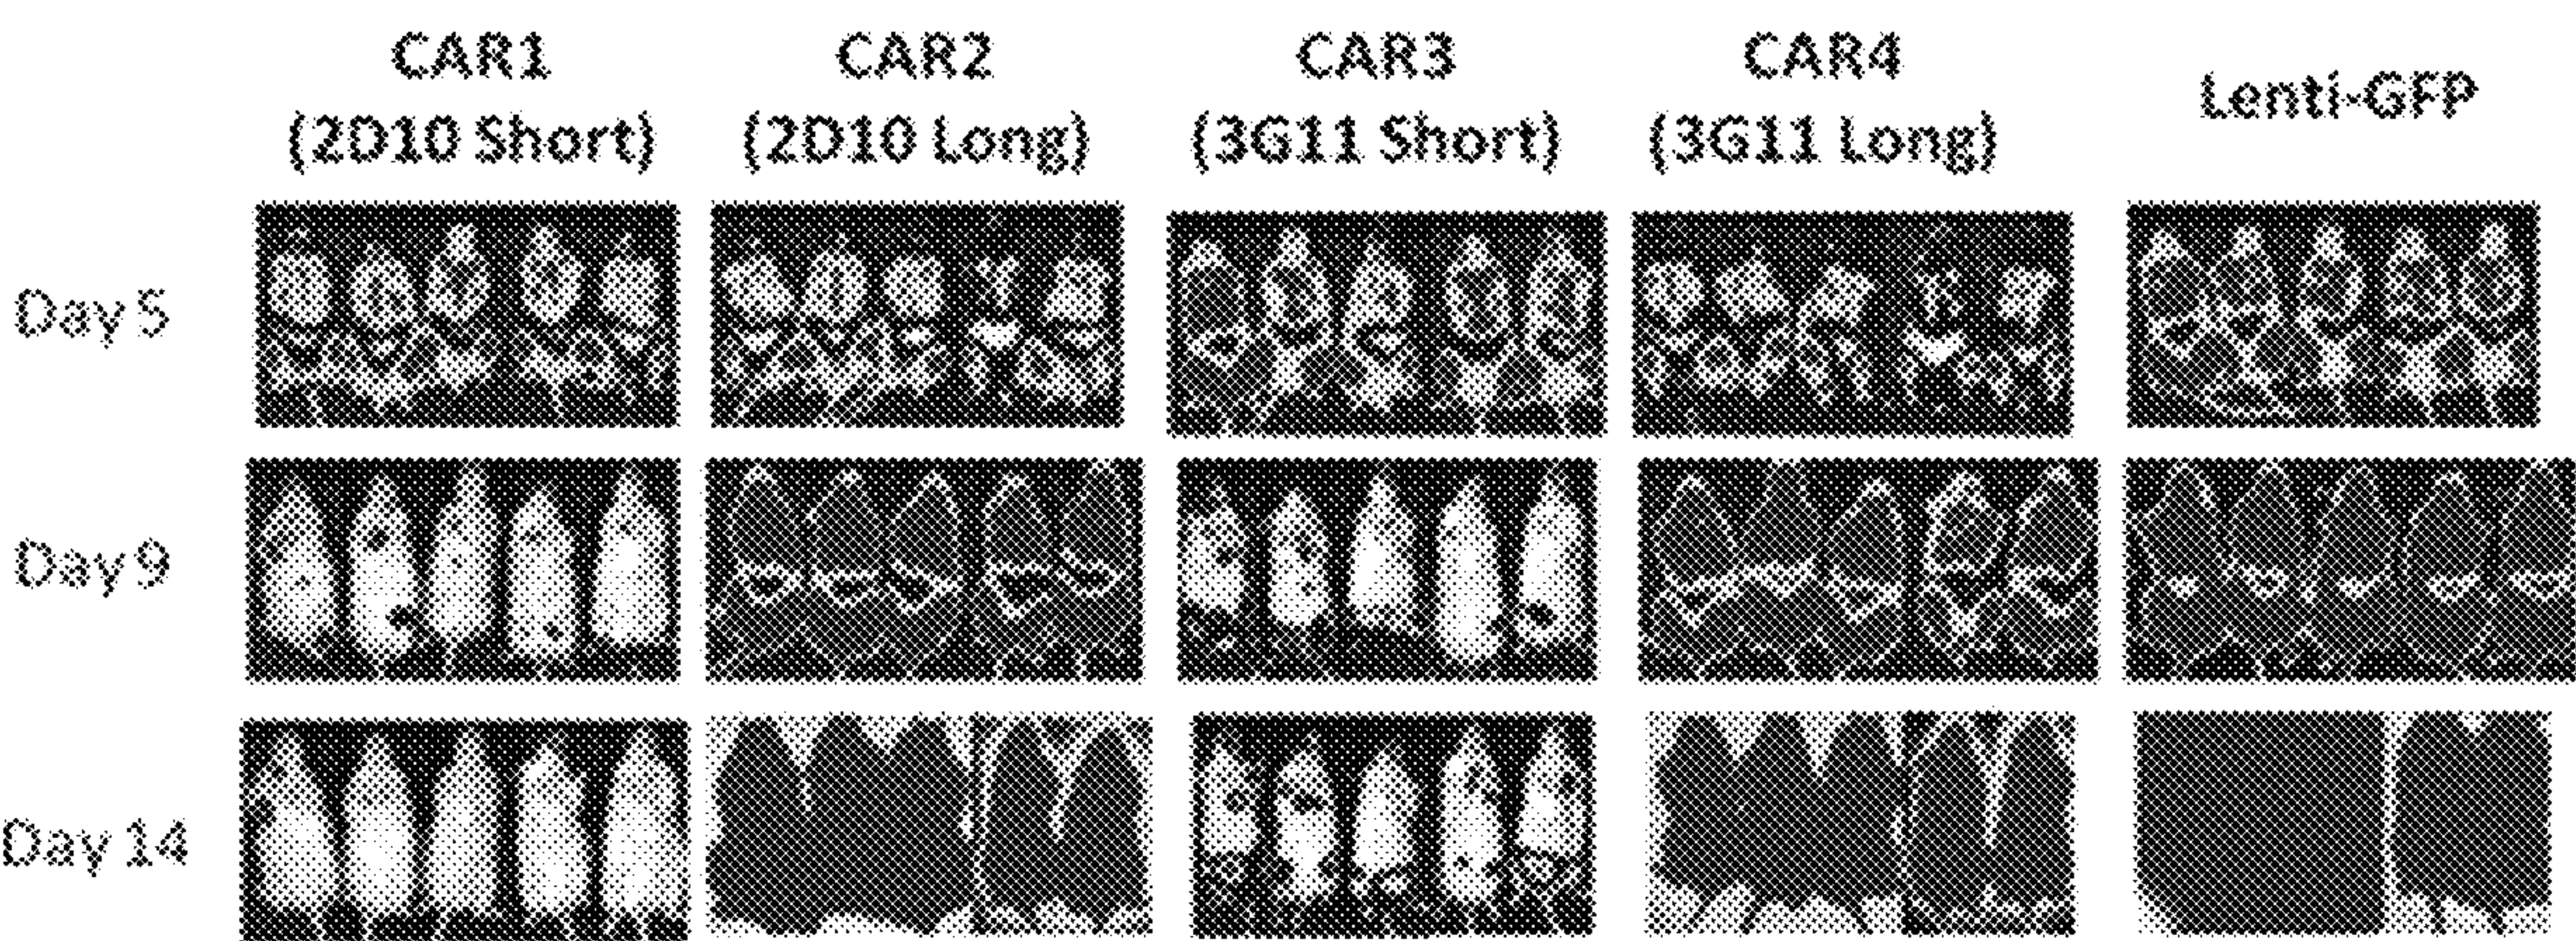 CAR1
(2D10 Short)
CAR2
(2D10 Long)
CAR3
(3G11 Short)
CAR4
(3G11 Long)
Lenti-GFP
Day 5
Day 9
Day 14